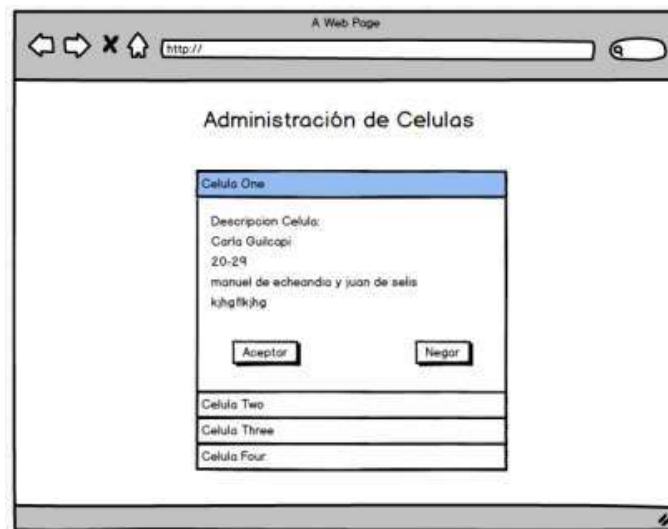 A Web Page
http://
Administración de Celulas
Celula One
Descripcion Celula:
Carla Guilcapi
20-29
manuel de echeandia y juan de selis
kjhgflkjhg
Aceptar
Negar
Celula Two
Celula Three
Celula Four